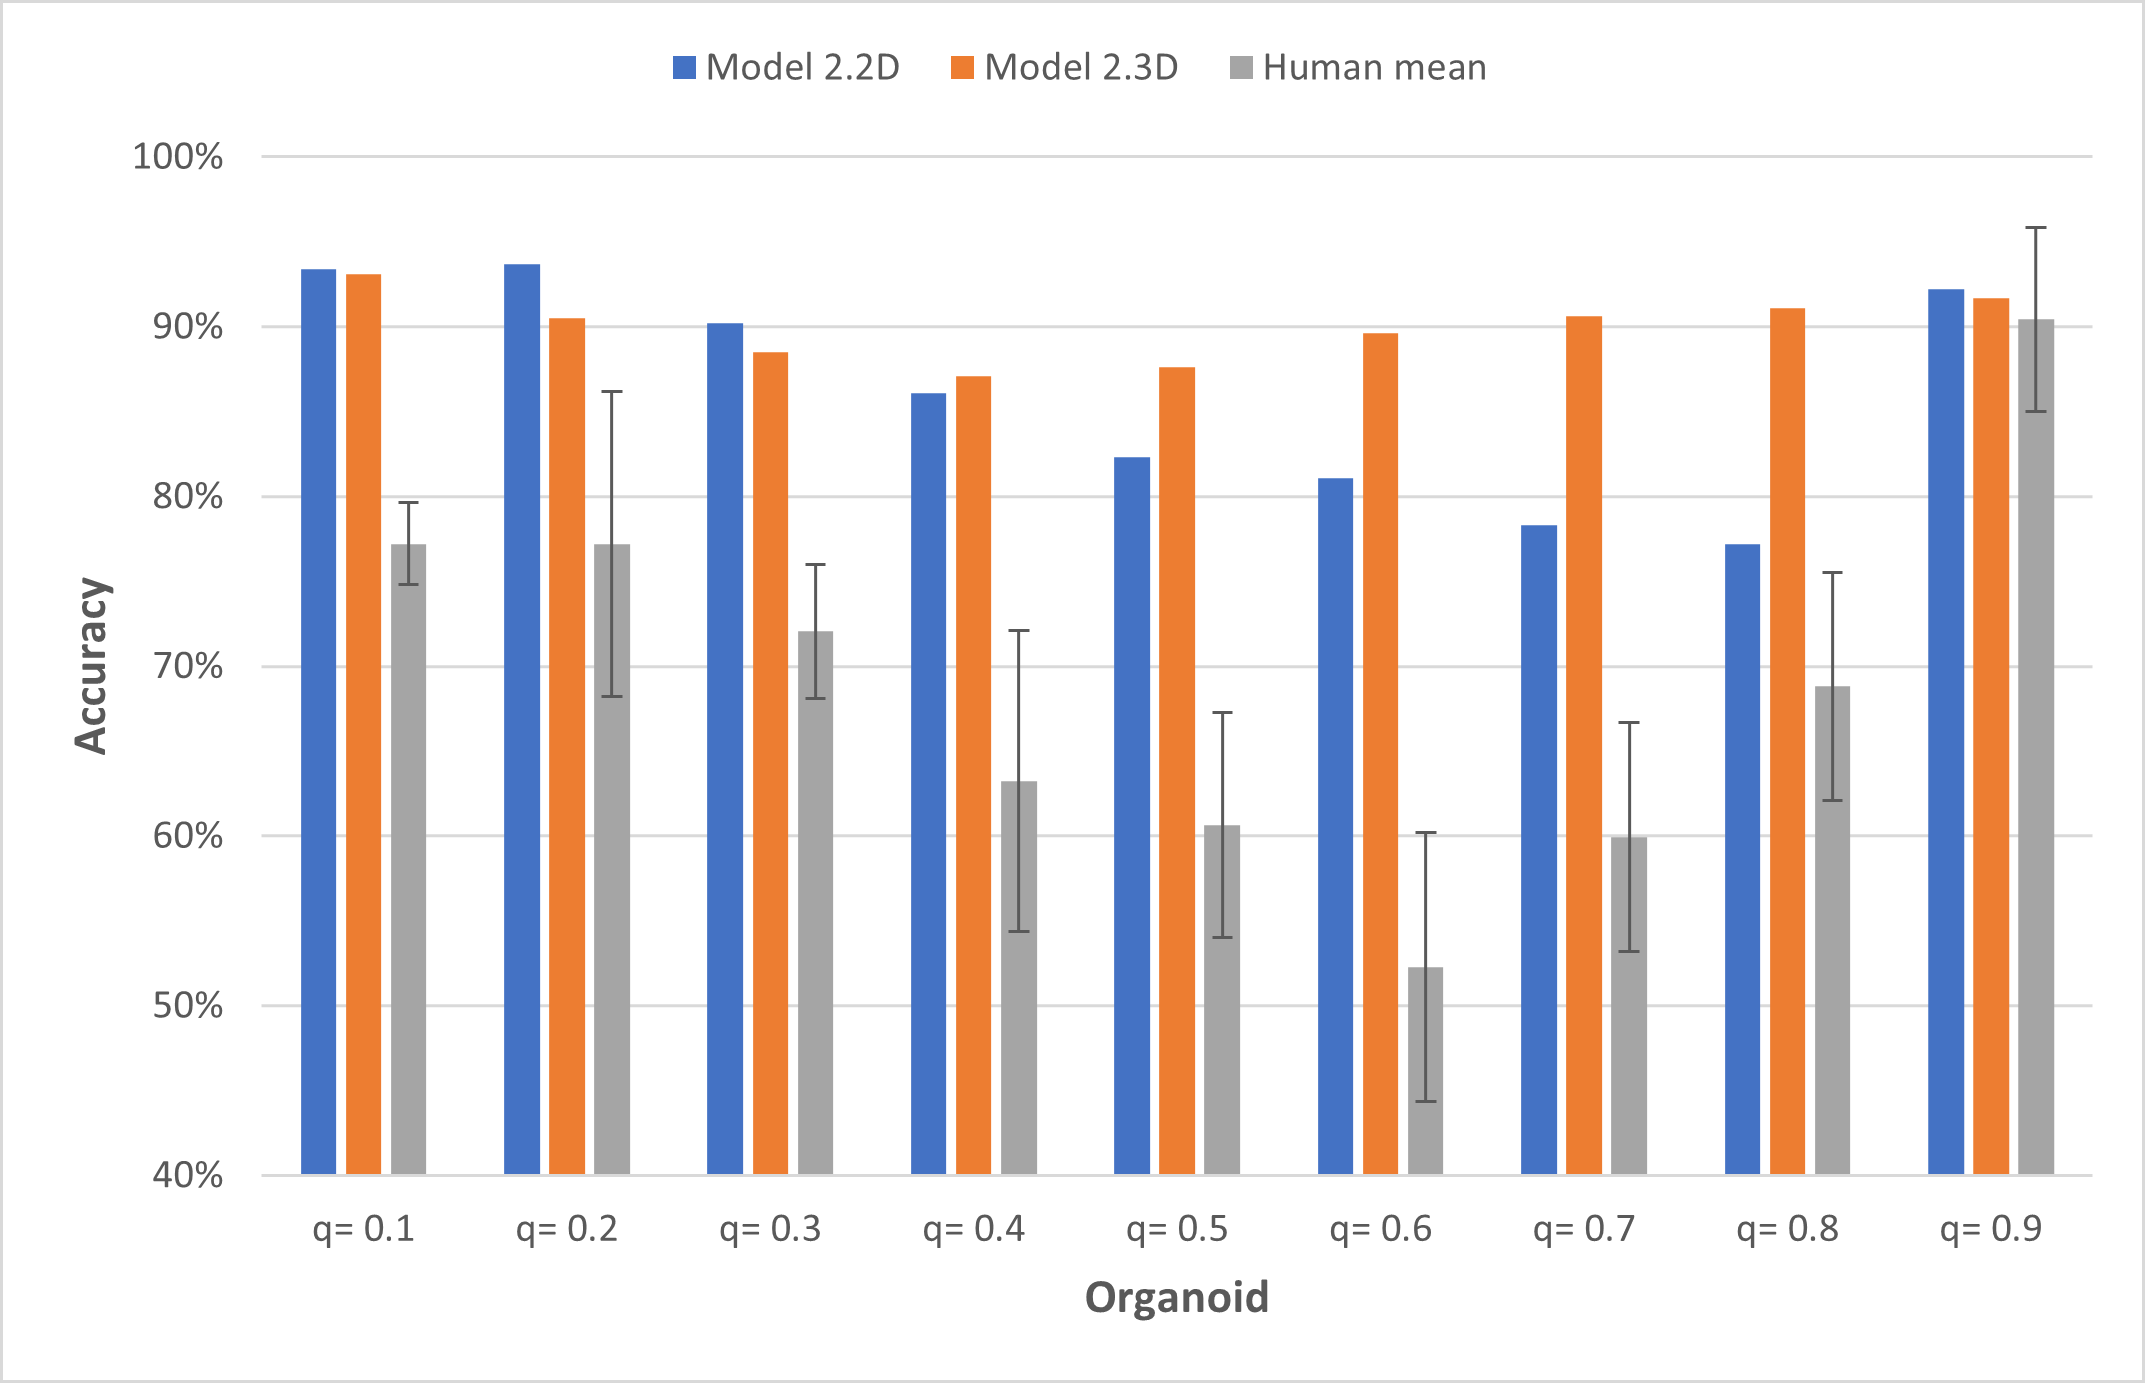 Model 2.2D Model 2.3D Human mean
100%
90%
80%
70%
60%
50%
40%
Accuracy
q= 0.1 q= 0.2 q= 0.3 q= 0.4 q= 0.5 q= 0.6 q= 0.7 q= 0.8 q= 0.9
Organoid